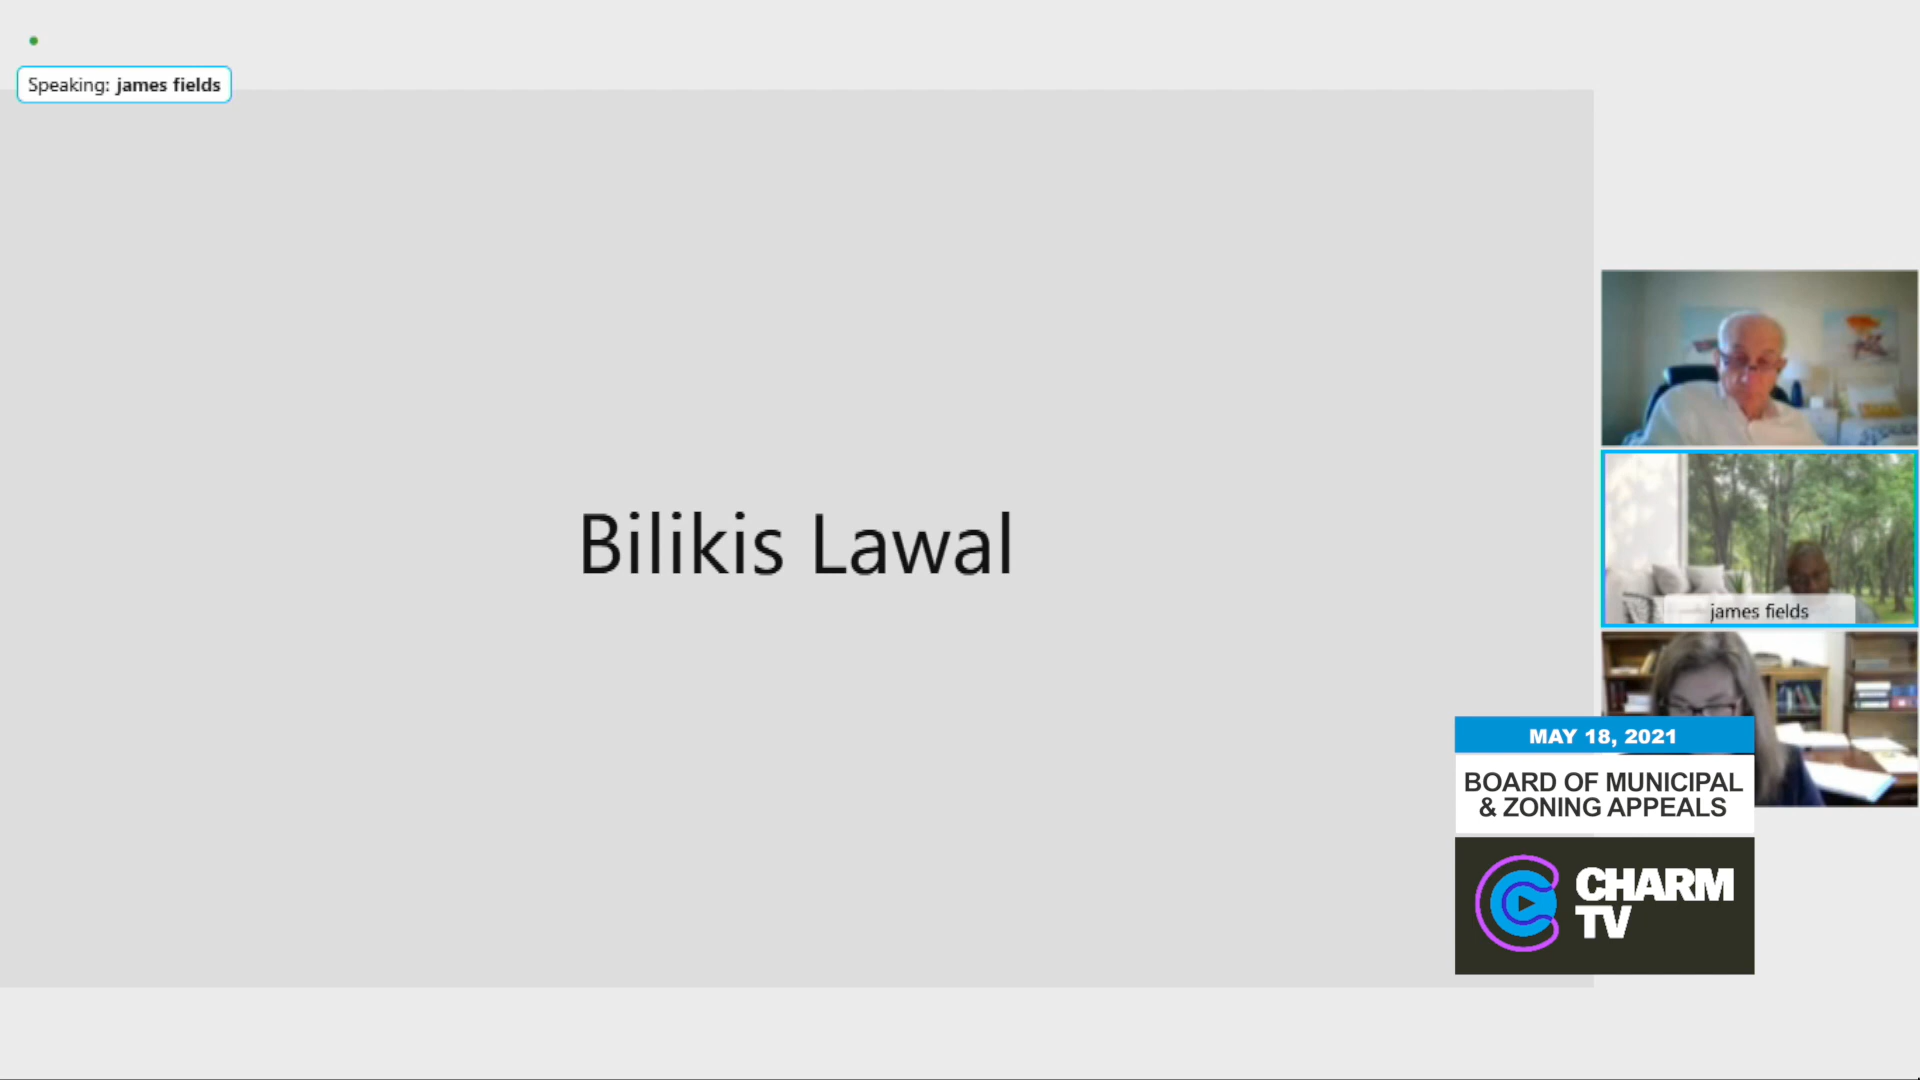 Speaking: james fields
Bilikis Lawal
james fields
MAY 18, 2021
BOARD OF MUNICIPAL
& ZONING APPEALS
CHARM
TV